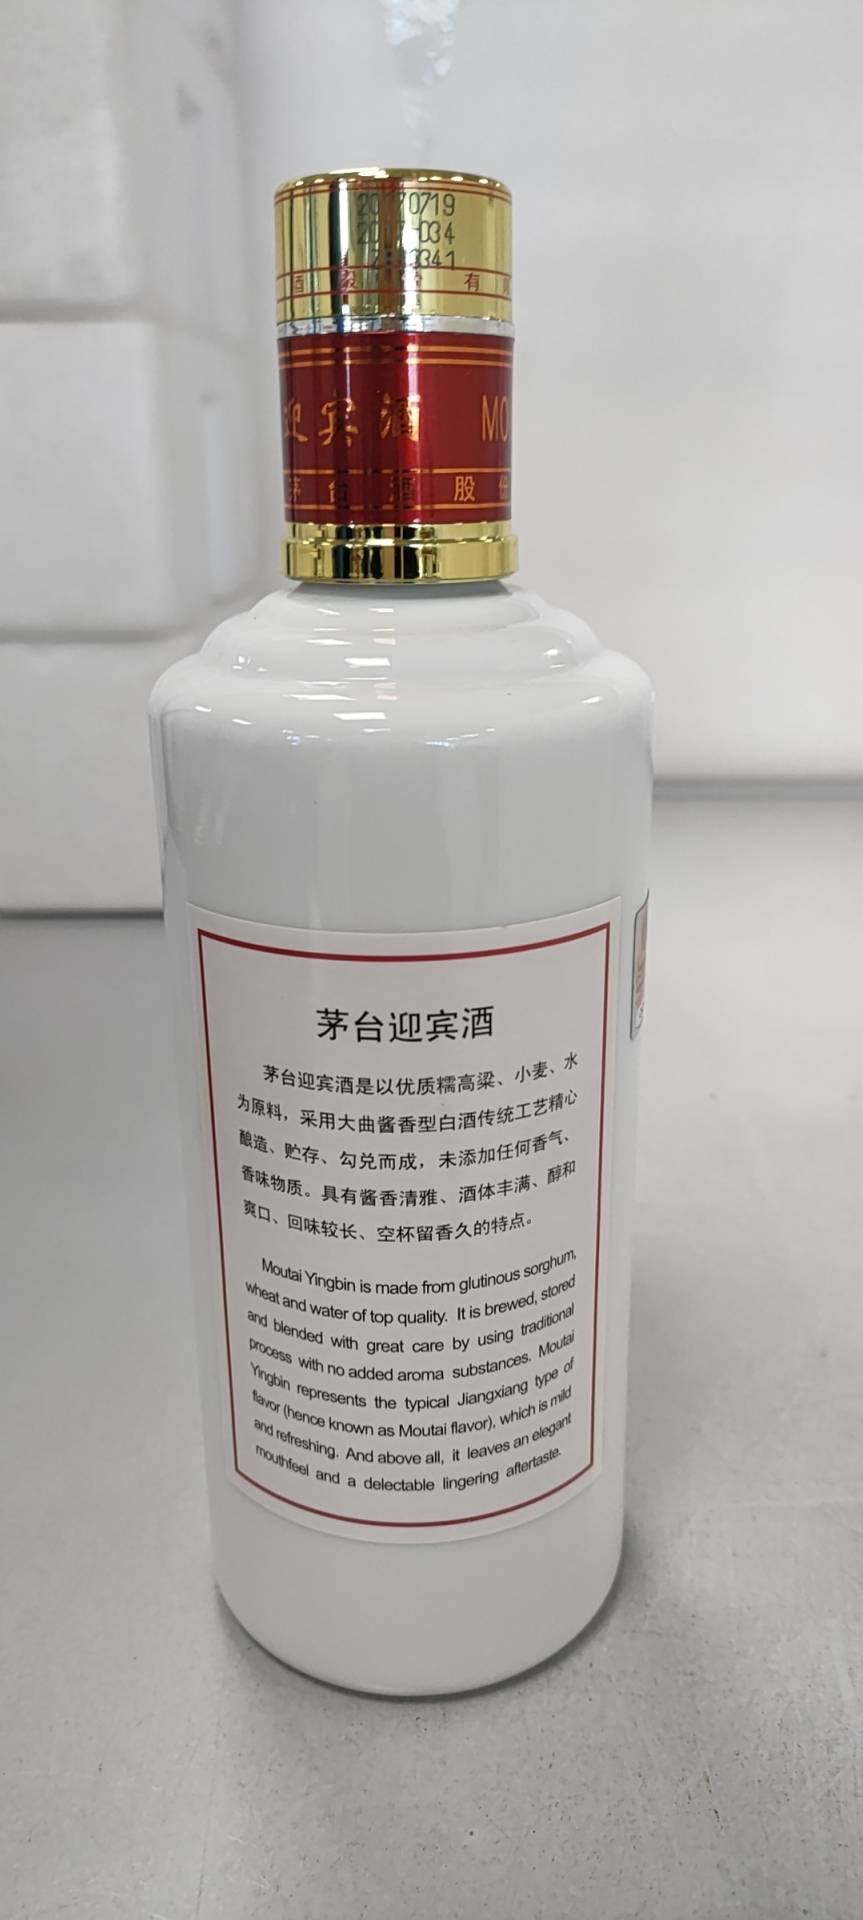 20170719
2017-034
酒 股 份 有
迎宾酒 MO
茅 台 酒 股 份
茅台迎宾酒
茅台迎宾酒是以优质糯高粱、小麦、水
为原料，采用大曲酱香型白酒传统工艺精心
酿造、贮存、勾兑而成，未添加任何香气、
香味物质。具有酱香清雅、酒体丰满、醇和
爽口、回味较长、空杯留香久的特点。
Moutai Yingbin is made from glutinous sorghum,
wheat and water of top quality. It is brewed, stored
and blended with great care by using traditional
process with no added aroma substances. Moutai
Yingbin represents the typical Jiangxiang type of
flavor (hence known as Moutai flavor), which is mild
and refreshing. And above all, it leaves an elegant
mouthfeel and a delectable lingering aftertaste.